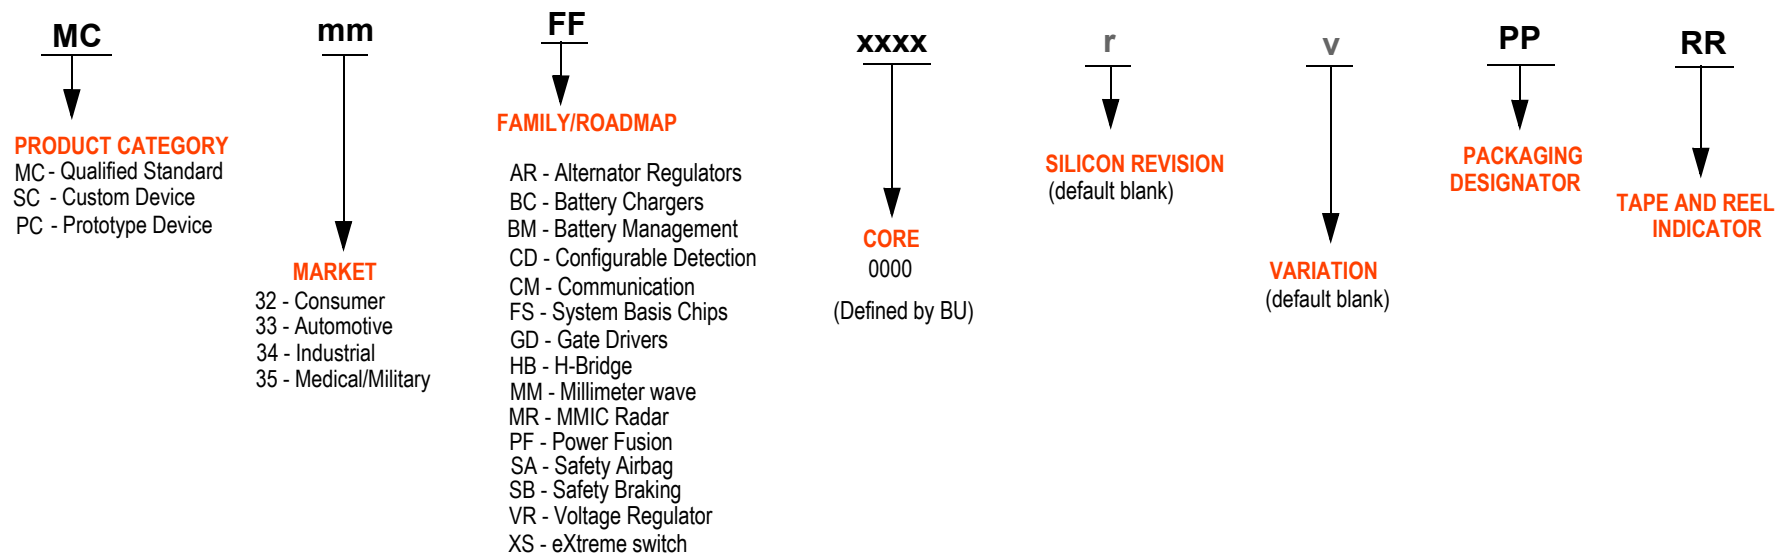 MC mm FF xxxx r v PP RR
PRODUCT CATEGORY
MC - Qualified Standard
SC - Custom Device
PC - Prototype Device
MARKET
32 - Consumer
33 - Automotive
34 - Industrial
35 - Medical/Military
FAMILY/ROADMAP
AR - Alternator Regulators
BC - Battery Chargers
BM - Battery Management
CD - Configurable Detection
CM - Communication
FS - System Basis Chips
GD - Gate Drivers
HB - H-Bridge
MM - Millimeter wave
MR - MMIC Radar
PF - Power Fusion
SA - Safety Airbag
SB - Safety Braking
VR - Voltage Regulator
XS - eXtreme switch
CORE
0000
(Defined by BU)
SILICON REVISION
(default blank)
VARIATION
(default blank)
PACKAGING
DESIGNATOR
TAPE AND REEL
INDICATOR